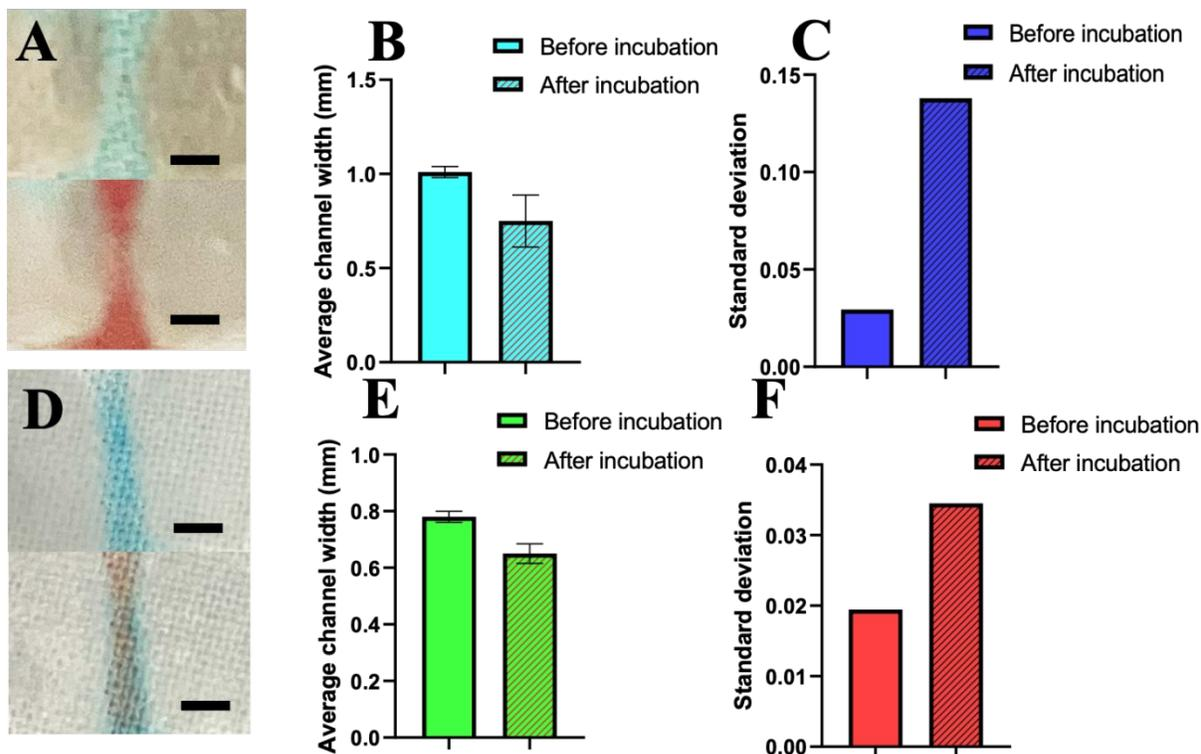 A
B
Before incubation
After incubation
Average channel width (mm)
1.5
1.0
0.5
0.0
C
Before incubation
After incubation
Standard deviation
0.15
0.10
0.05
0.00
D
E
Before incubation
After incubation
Average channel width (mm)
1.0
0.8
0.6
0.4
0.2
0.0
F
Before incubation
After incubation
Standard deviation
0.04
0.03
0.02
0.01
0.00